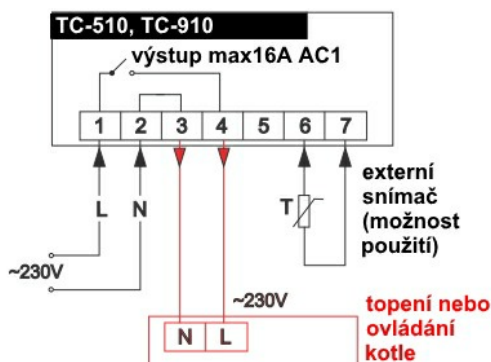 TC-510, TC-910
výstup max16A AC1
1 2 3 4 5 6 7
L N
T
externí
snímač
(možnost
použití)
~230V
~230V
N L
topení nebo
ovládání
kotle